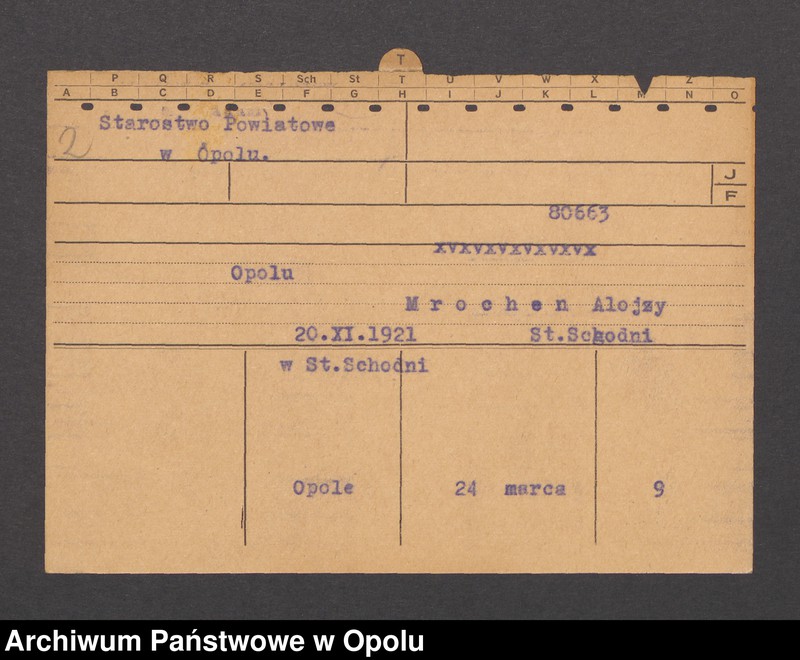 T
P Q R S Sch St T U V W X Z
A B C D E F G H I J K L M N O
2
Starostwo Powiatowe
w Opolu.
J
F
80663
xvxvxvxvxvxvx
Opolu
Mrochen Alojzy
20.XI.1921 St.Schodni
w St.Schodni
Opole 24 marca 9
Archiwum Państwowe w Opolu